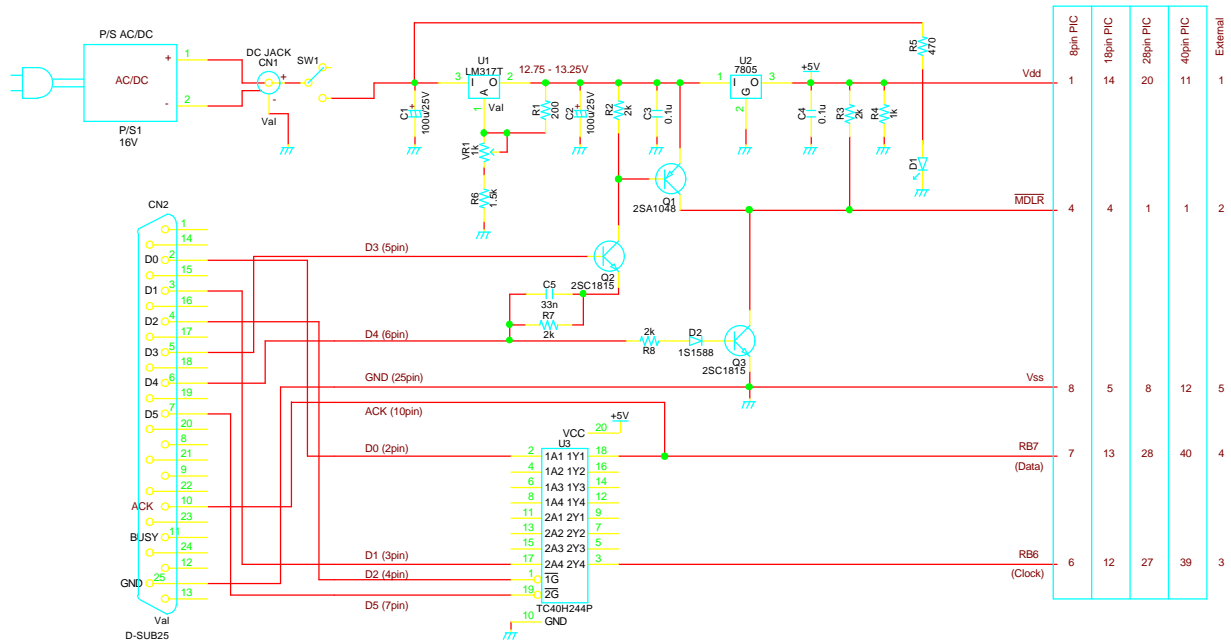 P/S AC/DC
AC/DC
+
-
1
2
P/S1
16V
DC JACK
CN1
+
-
Val
SW1
C1
100u/25V
+
U1
LM317T
3
I
O
2
A
1
Val
12.75 - 13.25V
VR1
1k
R6
1.5k
R1
200
C2
100u/25V
+
R2
2k
C3
0.1u
Q1
2SA1048
U2
7805
1
I
O
3
G
2
+5V
C4
0.1u
R3
2k
R4
1k
R5
470
D1
Vdd
MDLR
Vss
RB7
(Data)
RB6
(Clock)
8pin PIC
18pin PIC
28pin PIC
40pin PIC
External
1 14 20 11 1
4 4 1 1 2
8 5 8 12 5
7 13 28 40 4
6 12 27 39 3
CN2
1
14
D0 2
15
D1 3
16
D2 4
17
D3 5
18
D4 6
19
D5 7
20
8
21
9
22
ACK 10
23
BUSY 11
24
12
GND 25
13
Val
D-SUB25
D3 (5pin)
Q2
2SC1815
C5
33n
R7
2k
D4 (6pin)
2k
R8
D2
1S1588
Q3
2SC1815
GND (25pin)
ACK (10pin)
D0 (2pin)
D1 (3pin)
D2 (4pin)
D5 (7pin)
+5V
VCC 20
U3
2 1A1 1Y1 18
4 1A2 1Y2 16
6 1A3 1Y3 14
8 1A4 1Y4 12
11 2A1 2Y1 9
13 2A2 2Y2 7
15 2A3 2Y3 5
17 2A4 2Y4 3
1 1G
19 2G
TC40H244P
10 GND